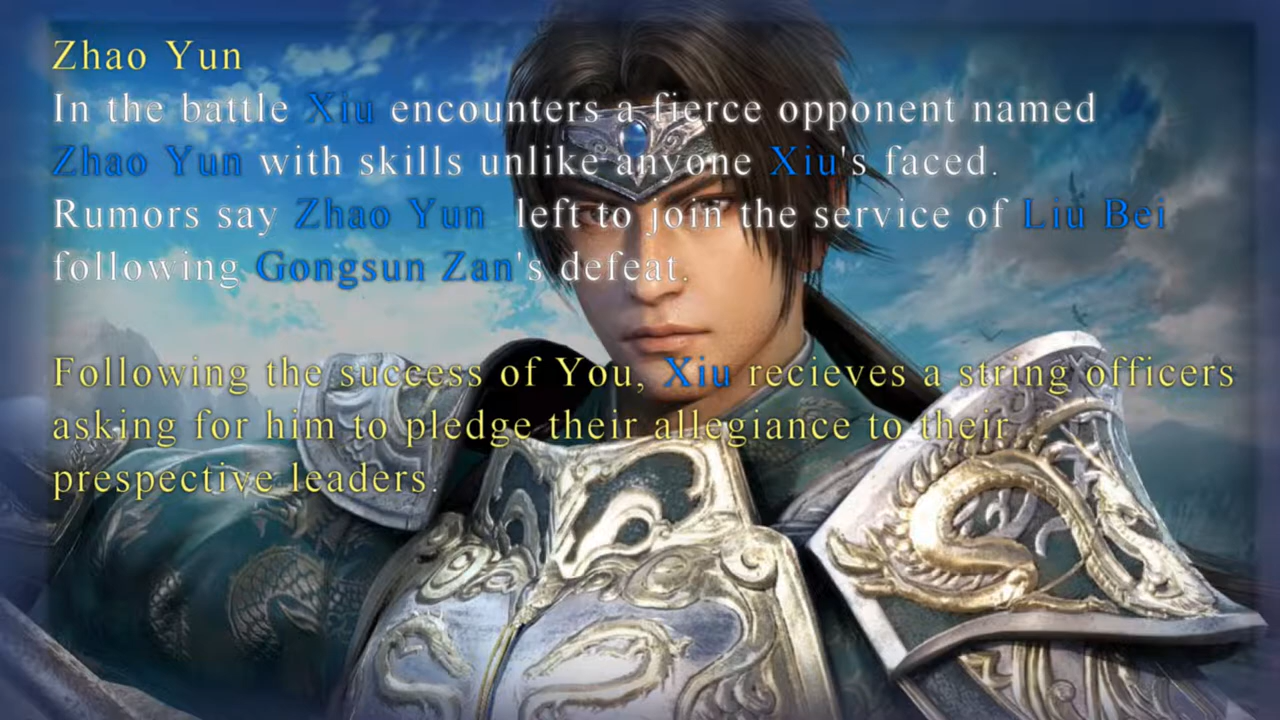 Zhao Yun
In the battle Xiu encounters a fierce opponent named
Zhao Yun with skills unlike anyone Xiu's faced.
Rumors say Zhao Yun left to join the service of Liu Bei
following Gongsun Zan's defeat.
Following the success of You, Xiu recieves a string officers
asking for him to pledge their allegiance to their
prespective leaders.